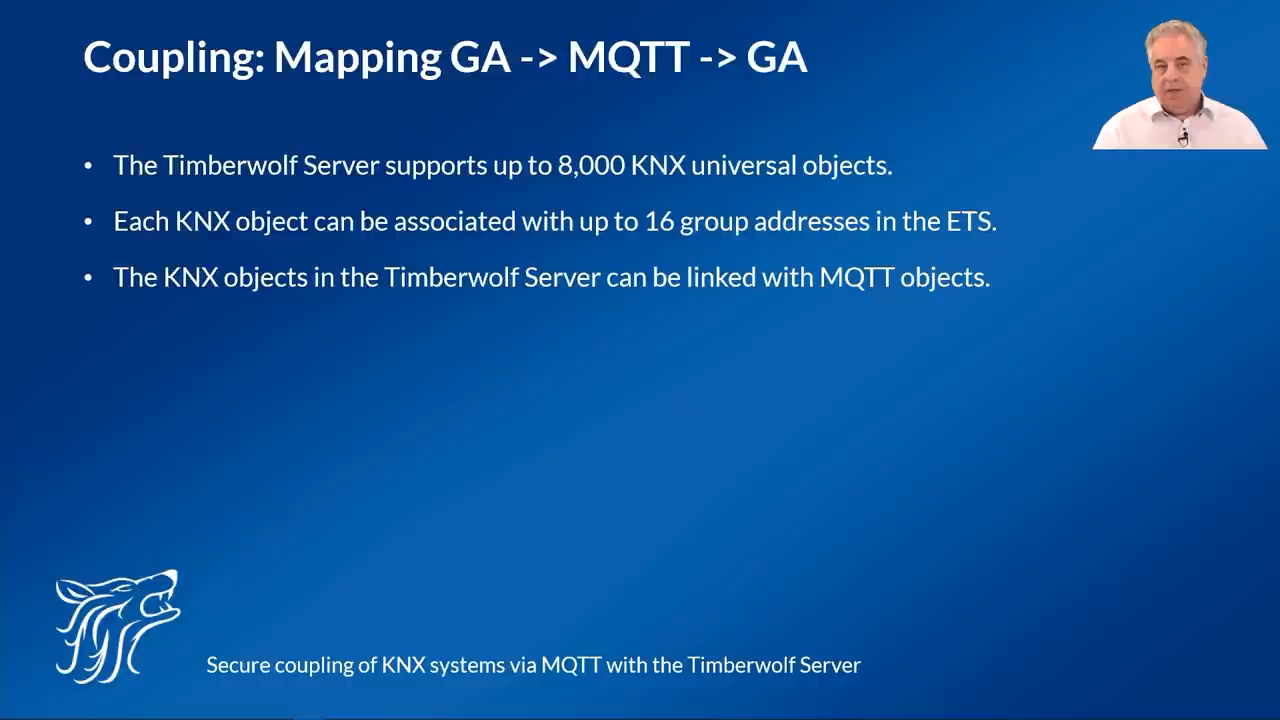 Coupling: Mapping GA -> MQTT -> GA
• The Timberwolf Server supports up to 8,000 KNX universal objects.
• Each KNX object can be associated with up to 16 group addresses in the ETS.
• The KNX objects in the Timberwolf Server can be linked with MQTT objects.
Secure coupling of KNX systems via MQTT with the Timberwolf Server